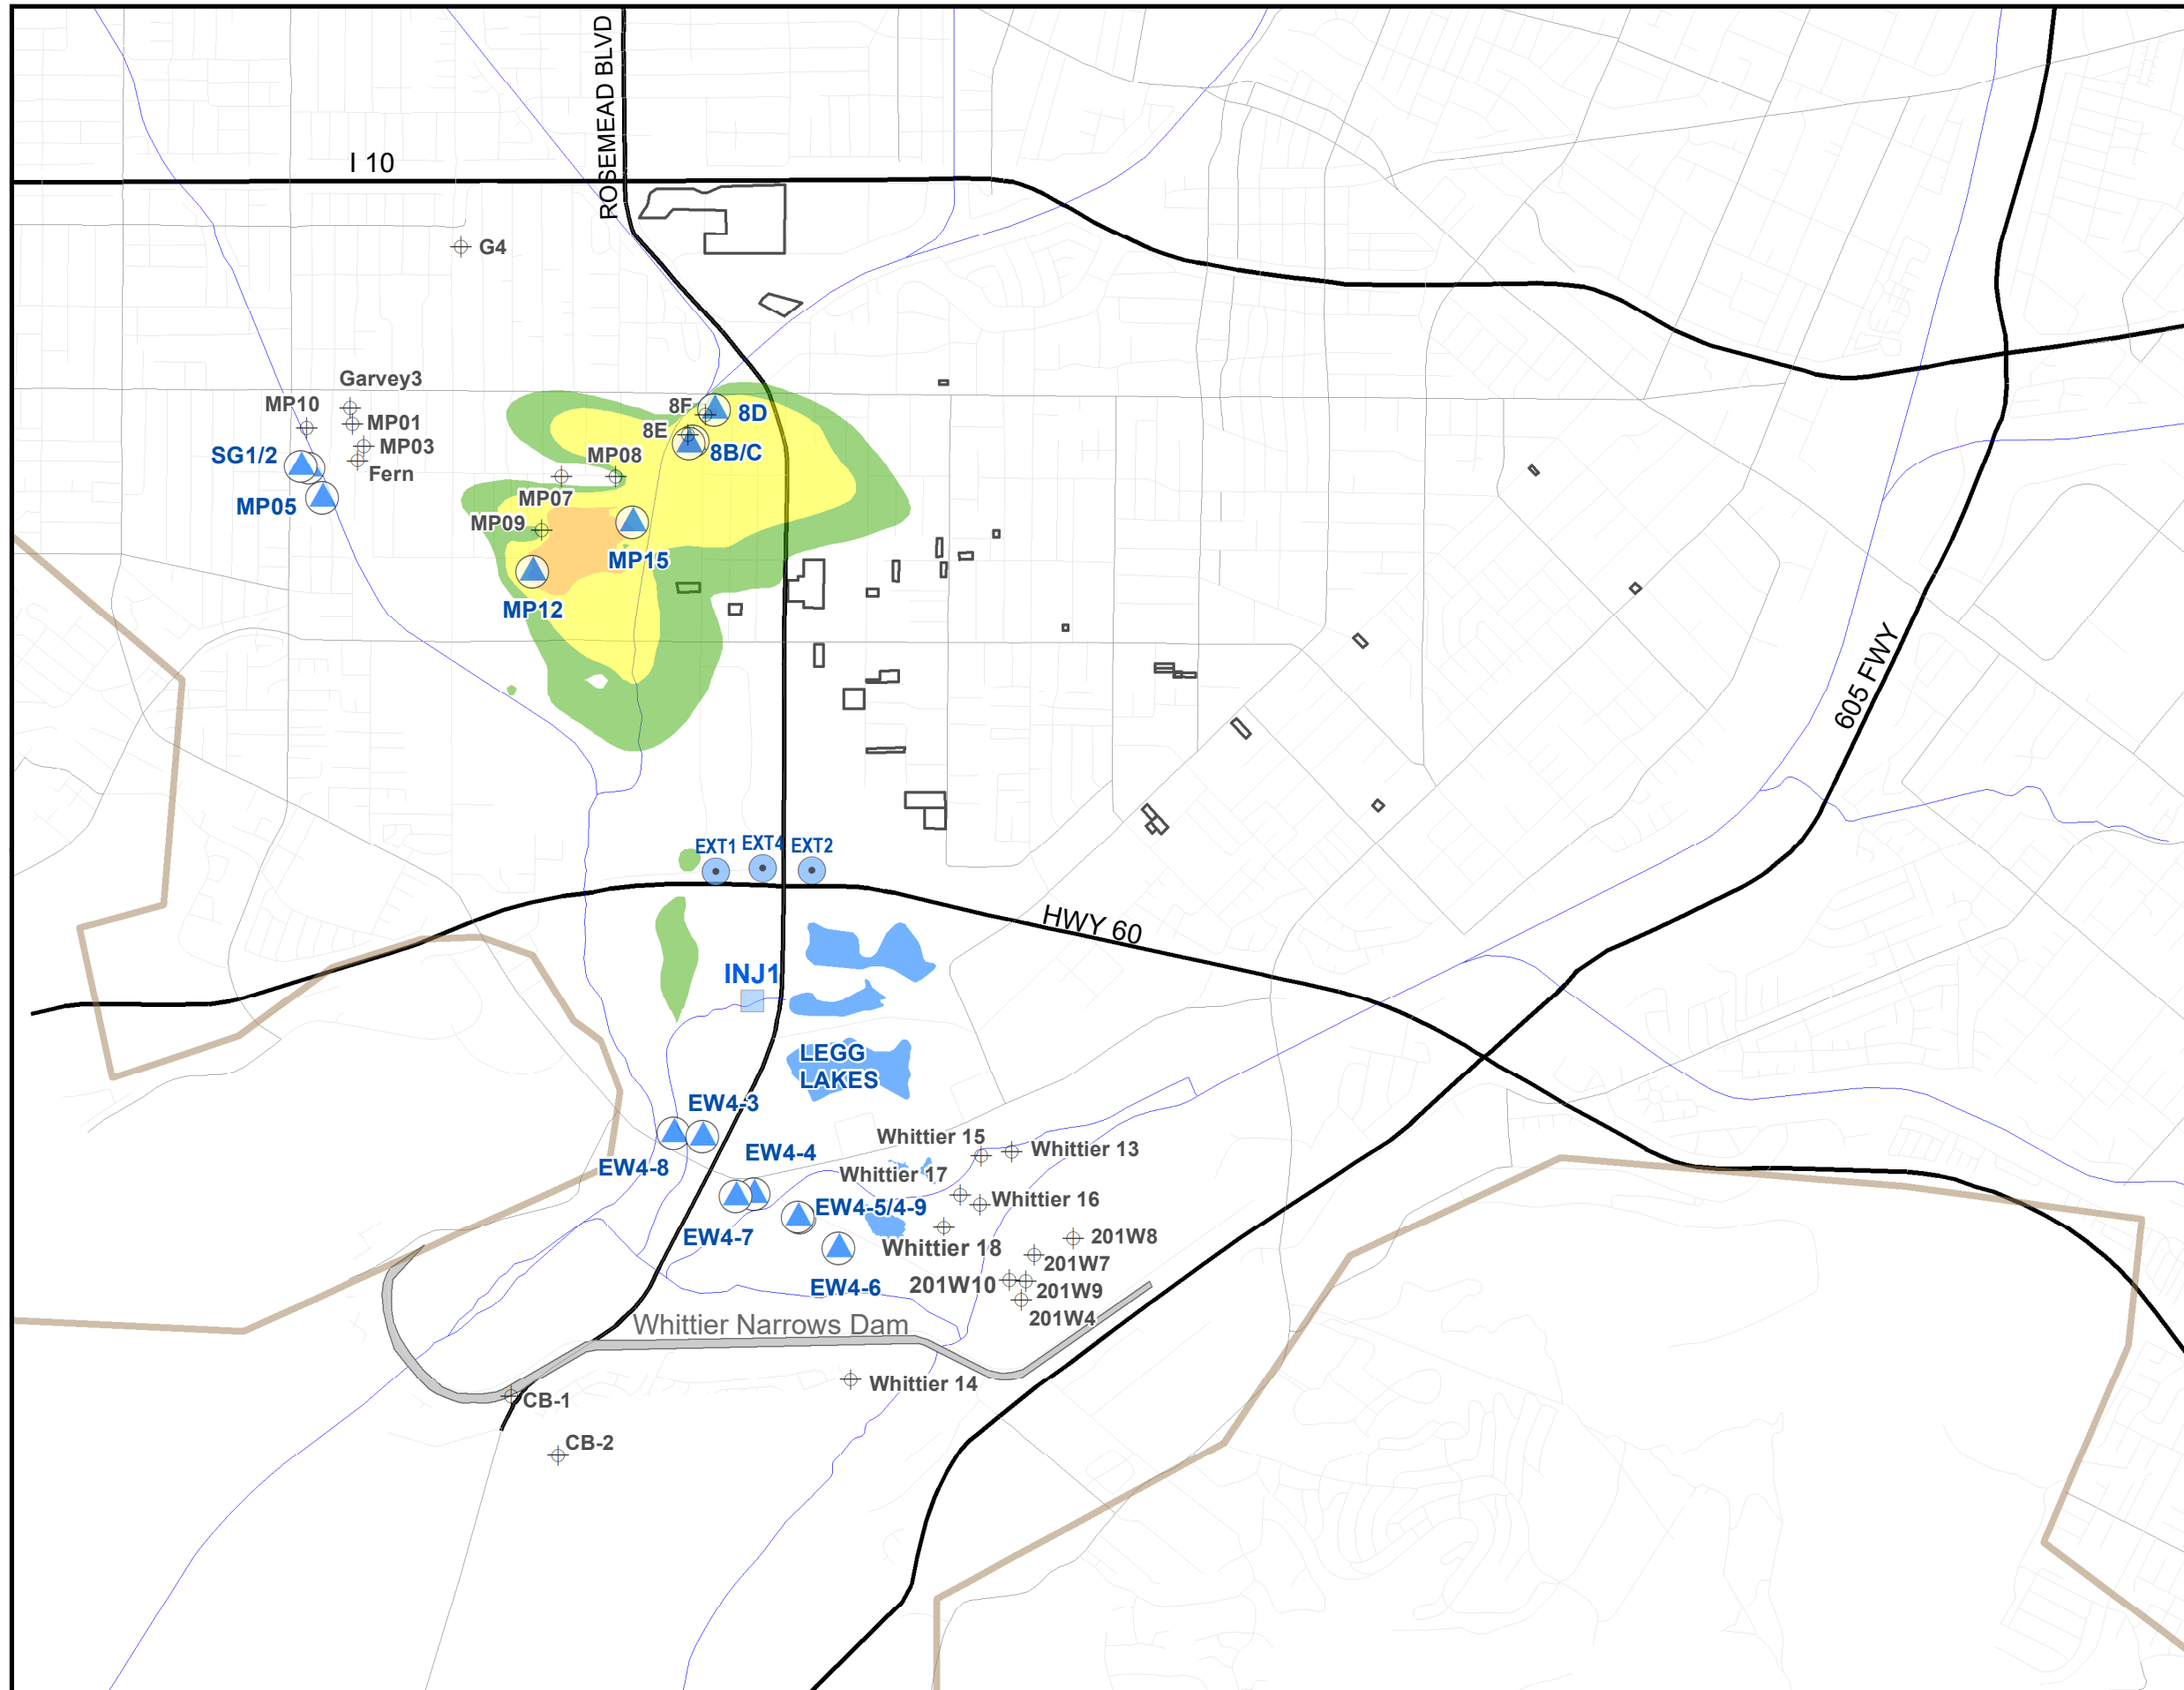 ROSEMEAD BLVD
I 10
G4
Garvey3
MP10
MP01
MP03
SG1/2
Fern
MP05
8F
8D
8E
8B/C
MP08
MP07
MP09
MP15
MP12
605 FWY
EXT1
EXT4
EXT2
HWY 60
INJ1
LEGG
LAKES
EW4-3
EW4-4
EW4-8
Whittier 15
Whittier 13
Whittier 17
Whittier 16
EW4-5/4-9
EW4-7
Whittier 18
201W8
201W7
201W10
201W9
EW4-6
201W4
Whittier Narrows Dam
Whittier 14
CB-1
CB-2